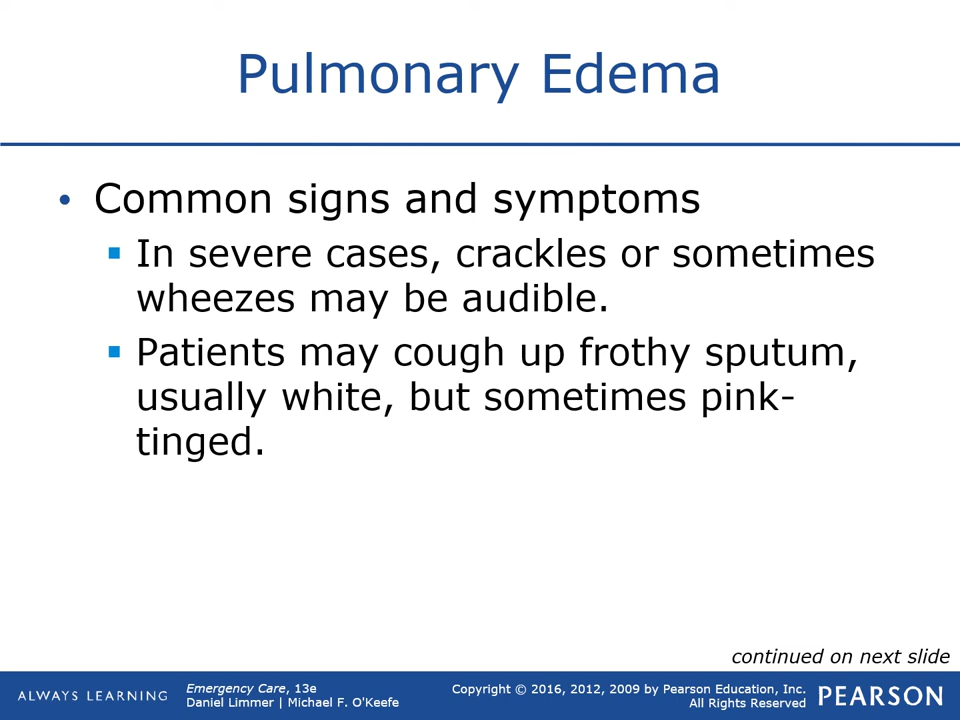 Pulmonary Edema
• Common signs and symptoms
▪ In severe cases, crackles or sometimes
wheezes may be audible.
▪ Patients may cough up frothy sputum,
usually white, but sometimes pink-
tinged.
continued on next slide
ALWAYS LEARNING
Emergency Care, 13e
Daniel Limmer | Michael F. O'Keefe
Copyright © 2016, 2012, 2009 by Pearson Education, Inc.
All Rights Reserved
PEARSON